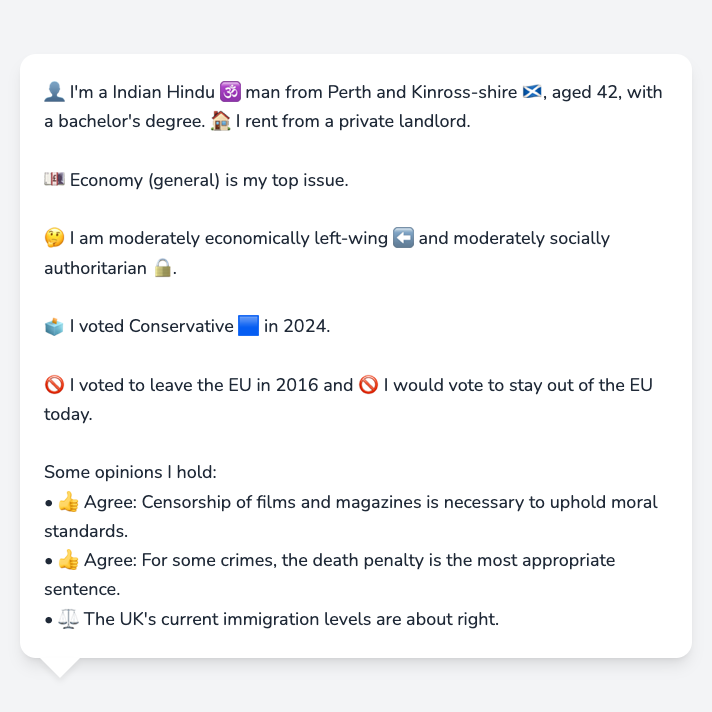 👤 I'm a Indian Hindu 🕉️ man from Perth and Kinross-shire 🏴󠁧󠁢󠁳󠁣󠁴󠁿, aged 42, with
a bachelor's degree. 🏠 I rent from a private landlord.
💷 Economy (general) is my top issue.
🤔 I am moderately economically left-wing ⬅️ and moderately socially
authoritarian 🔒.
🗳️ I voted Conservative 🟦 in 2024.
🚫 I voted to leave the EU in 2016 and 🚫 I would vote to stay out of the EU
today.
Some opinions I hold:
• 👍 Agree: Censorship of films and magazines is necessary to uphold moral
standards.
• 👍 Agree: For some crimes, the death penalty is the most appropriate
sentence.
• ⚖️ The UK's current immigration levels are about right.